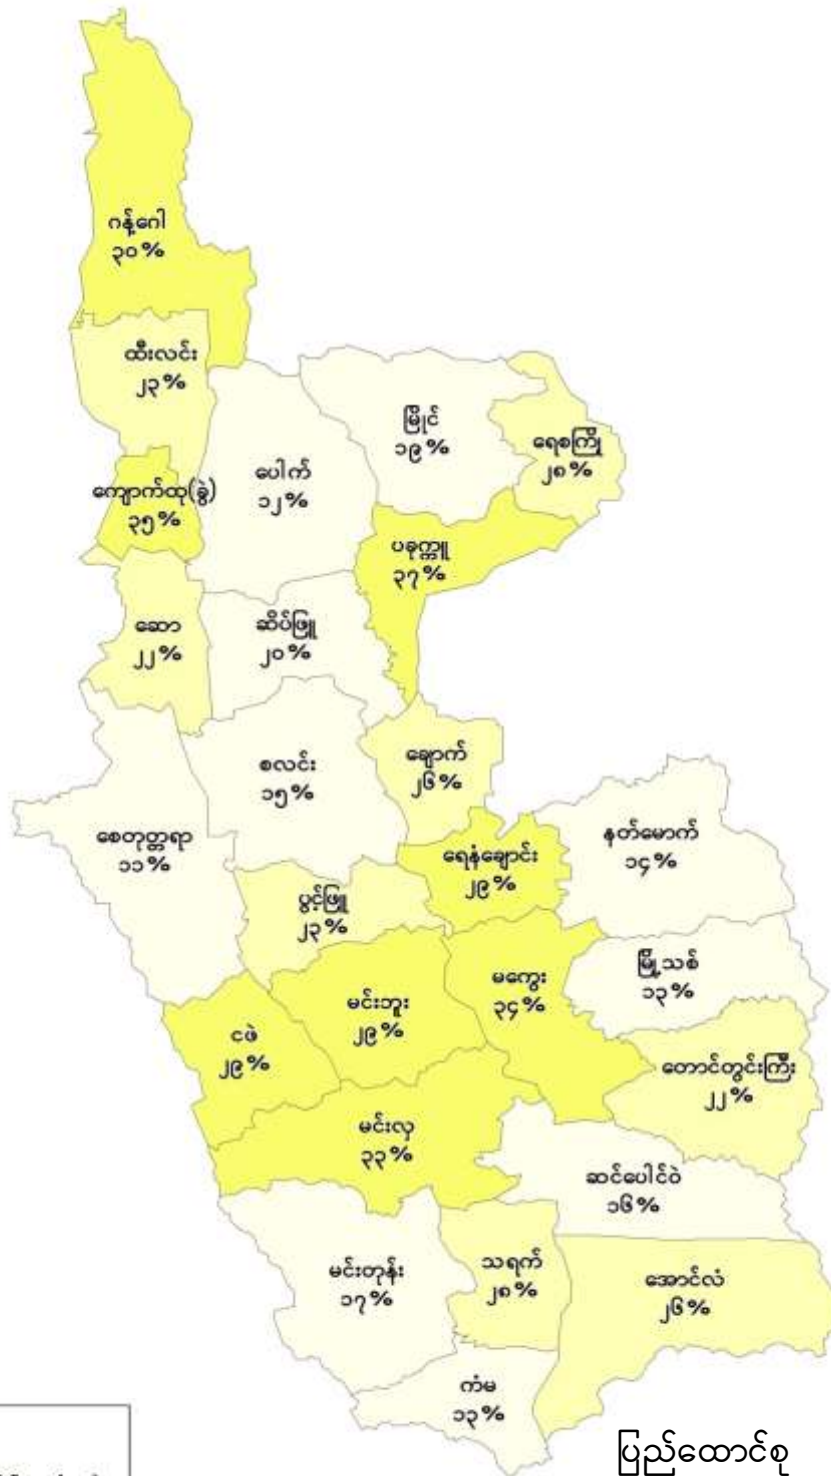 ဂန့်ဂေါ
၃၀%
ထီးလင်း
၂၃%
မြိုင်
၁၉%
ရေစကြို
၂၈%
ပေါက်
၁၂%
ကျောက်ထု(ခွဲ)
၃၅%
ပခုက္ကူ
၃၇%
ဆော
၂၂%
ဆိပ်ဖြူ
၂၀%
ချောက်
၂၆%
စလင်း
၁၅%
စေတုတ္တရာ
၁၁%
နတ်မောက်
၁၄%
ရေနံချောင်း
၂၉%
ပွင့်ဖြူ
၂၃%
မြို့သစ်
၁၃%
မကွေး
၃၄%
မင်းဘူး
၂၉%
ငဖဲ
၂၉%
တောင်တွင်းကြီး
၂၂%
မင်းလှ
၃၃%
ဆင်ပေါင်ဝဲ
၁၆%
မင်းတုန်း
၁၇%
သရက်
၂၈%
အောင်လံ
၂၆%
ကံမ
၁၃%
ပြည်ထောင်စု